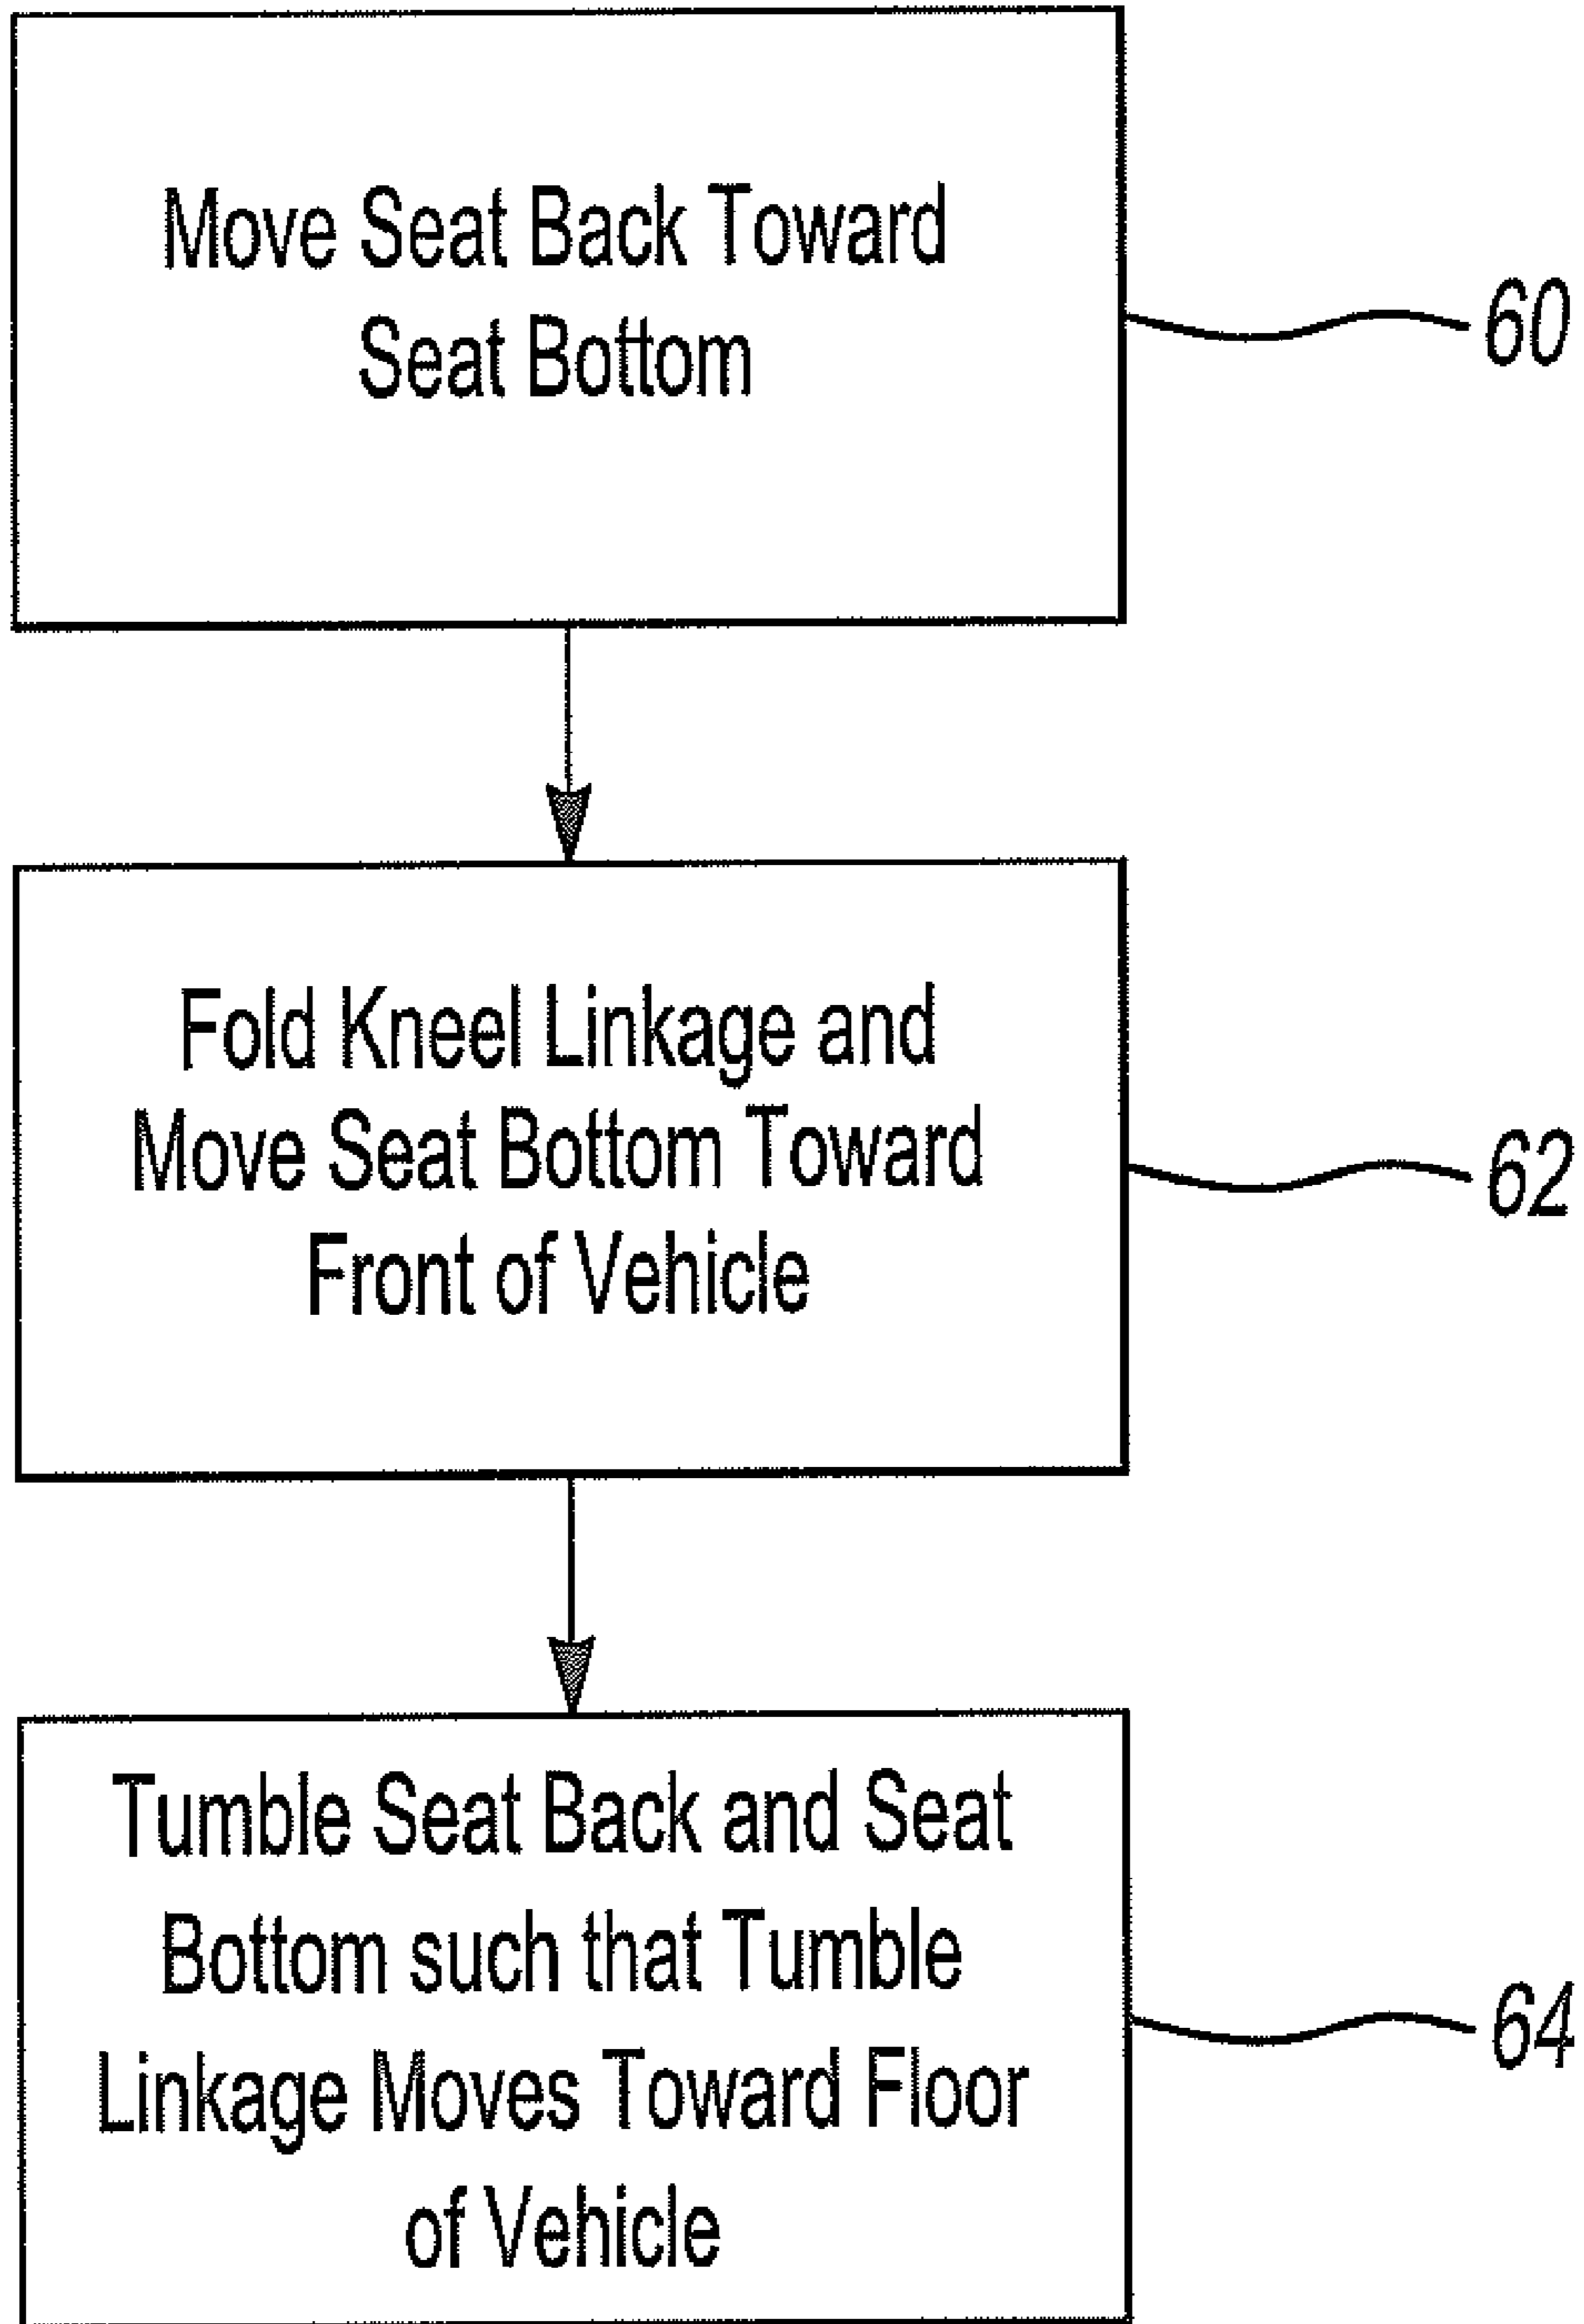 Move Seat Back Toward
Seat Bottom
60
Fold Kneel Linkage and
Move Seat Bottom Toward
Front of Vehicle
62
Tumble Seat Back and Seat
Bottom such that Tumble
Linkage Moves Toward Floor
of Vehicle
64